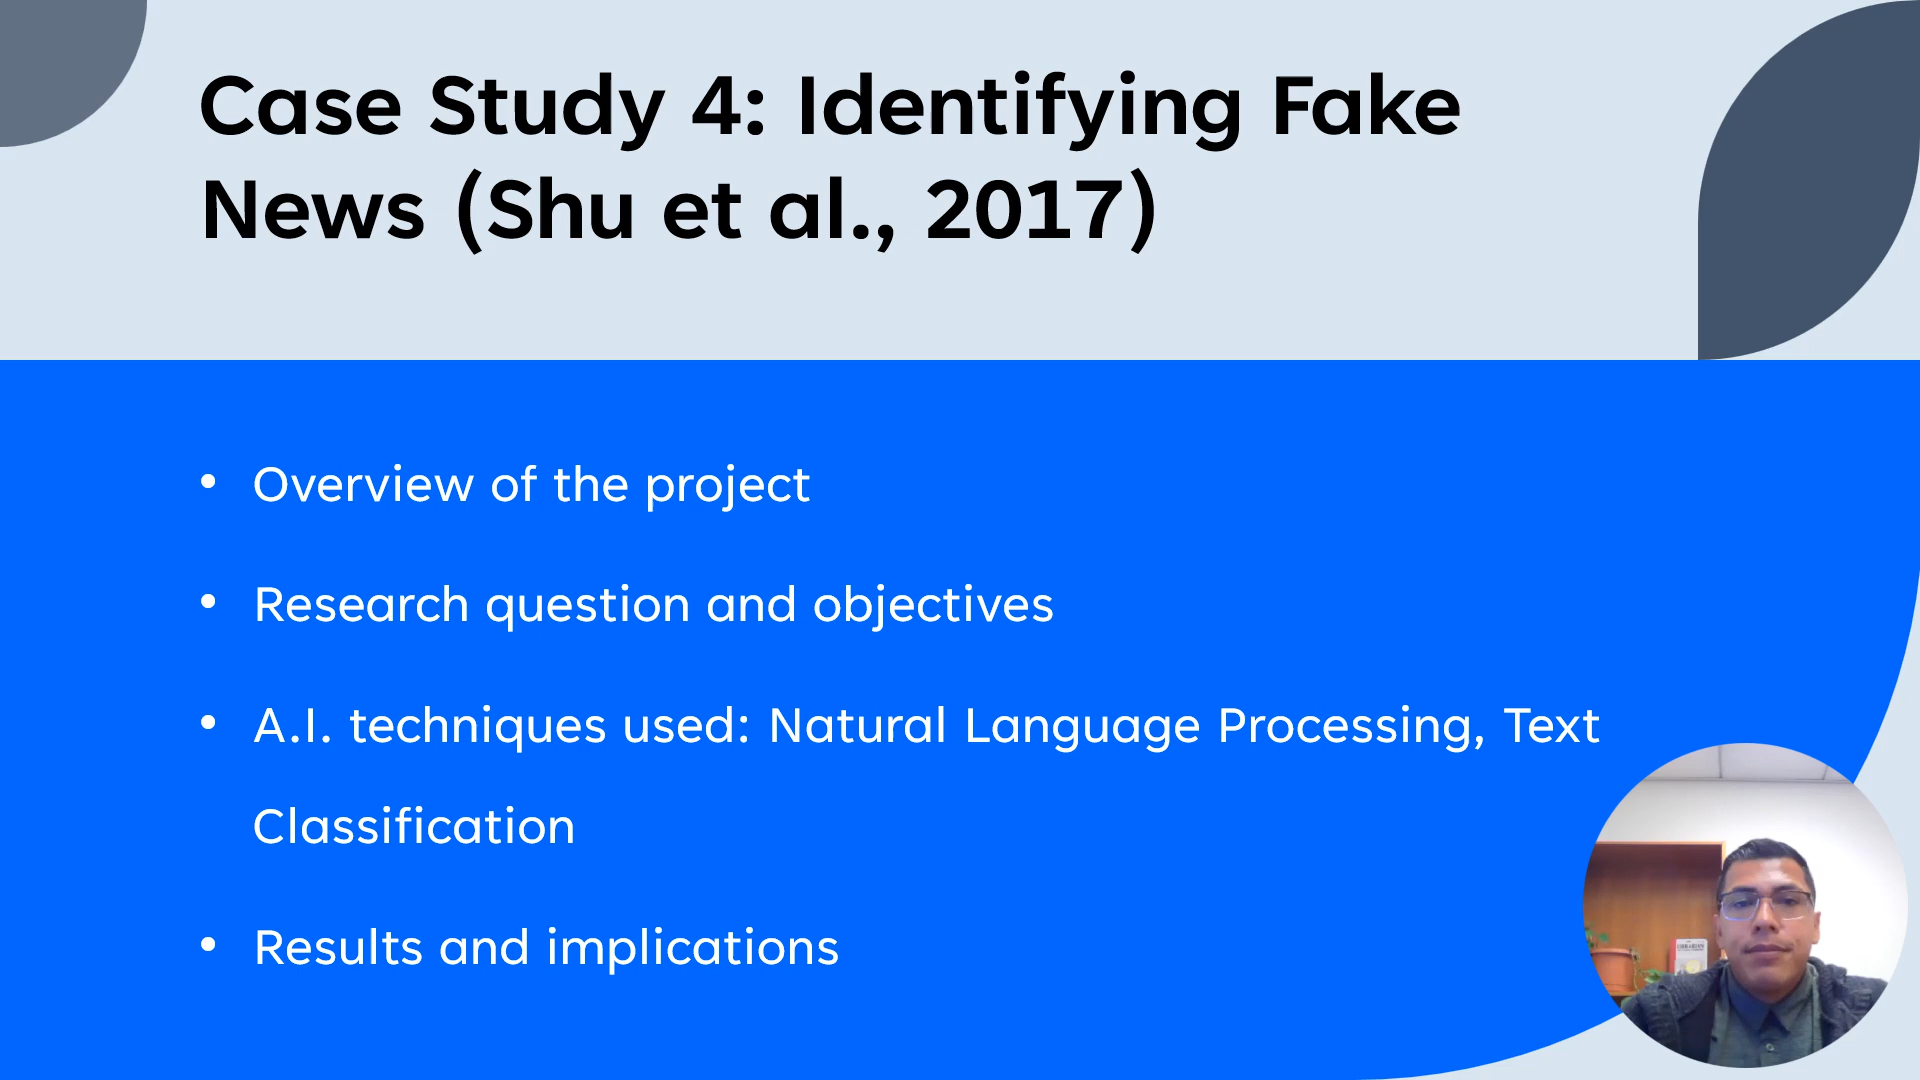 Case Study 4: Identifying Fake
News (Shu et al., 2017)
• Overview of the project
• Research question and objectives
• A.I. techniques used: Natural Language Processing, Text
Classification
• Results and implications